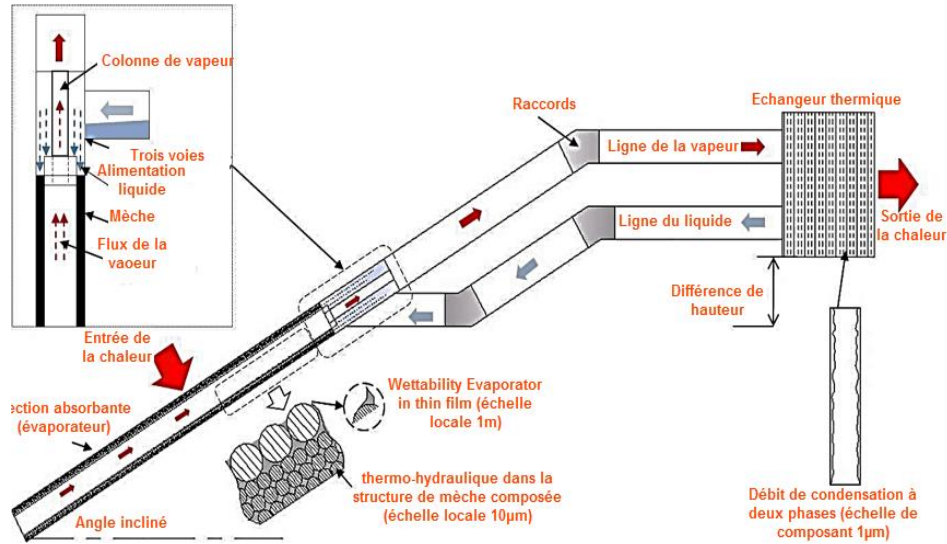 Colonne de vapeur
Trois voies
Alimentation
liquide
Mèche
Flux de la
vaoeur
Raccords
Echangeur thermique
Ligne de la vapeur
Ligne du liquide
Sortie de
la chaleur
Différence de
hauteur
Entrée de
la chaleur
ection absorbante
(évaporateur)
Wettability Evaporator
in thin film (échelle
locale 1m)
thermo-hydraulique dans la
structure de mèche composée
(échelle locale 10µm)
Angle incliné
Débit de condensation à
deux phases (échelle de
composant 1µm)